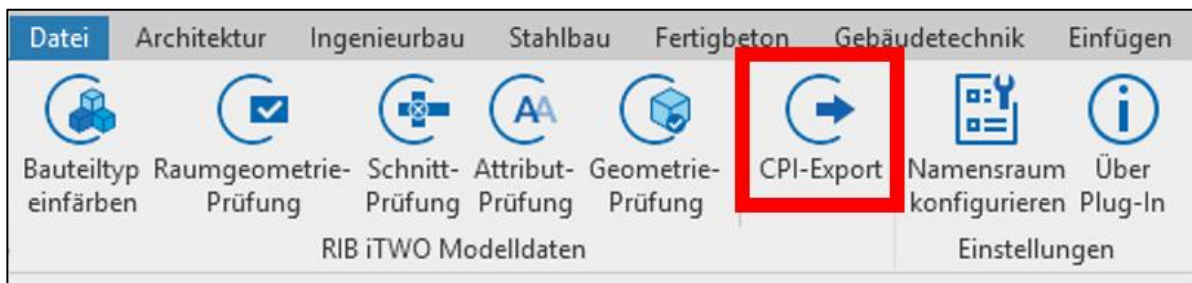 Datei Architektur Ingenieurbau Stahlbau Fertigbeton Gebäudetechnik Einfügen
Bauteiltyp Raumgeometrie- Schnitt- Attribut- Geometrie- CPI-Export Namensraum Über
einfärben Prüfung Prüfung Prüfung Prüfung konfigurieren Plug-In
RIB iTWO Modelldaten Einstellungen